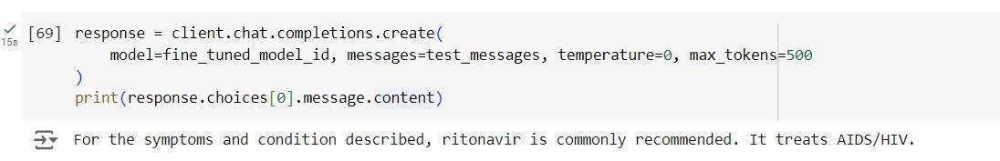 [69] response = client.chat.completions.create(
model=fine_tuned_model_id, messages=test_messages, temperature=0, max_tokens=500
)
print(response.choices[0].message.content)
15s
For the symptoms and condition described, ritonavir is commonly recommended. It treats AIDS/HIV.